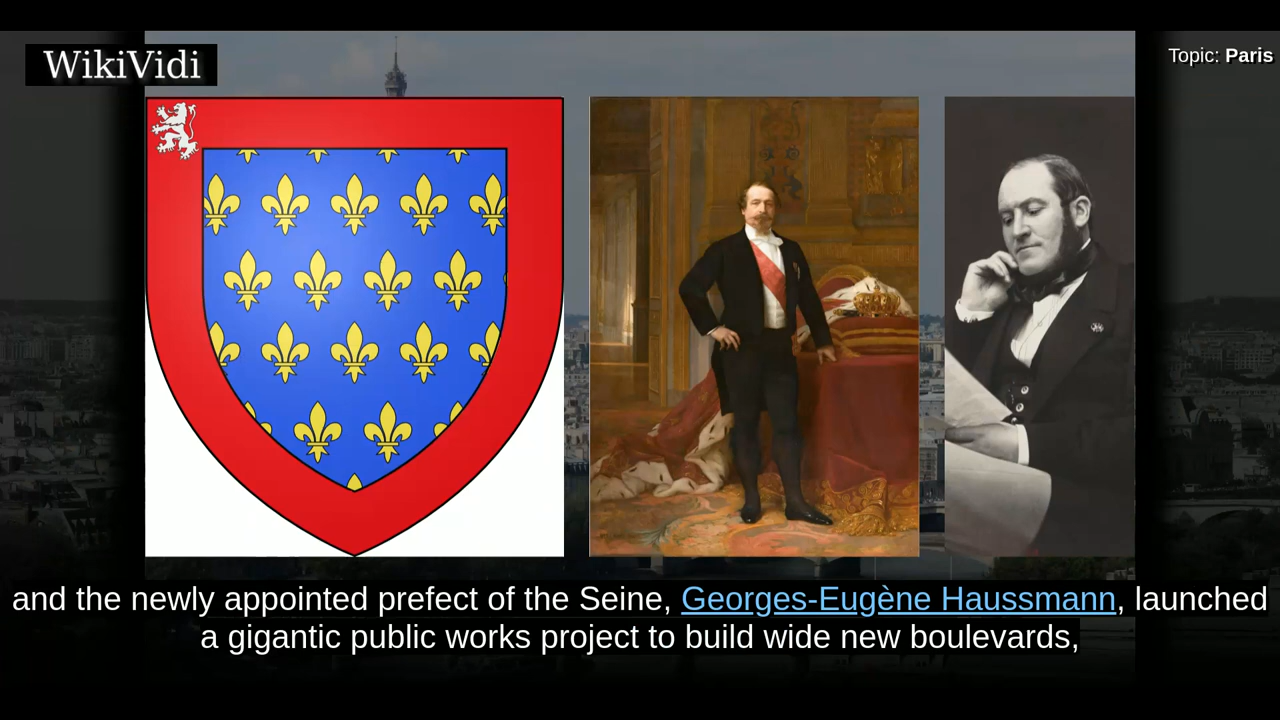 WikiVidi
Topic: Paris
and the newly appointed prefect of the Seine, Georges-Eugène Haussmann, launched
a gigantic public works project to build wide new boulevards,